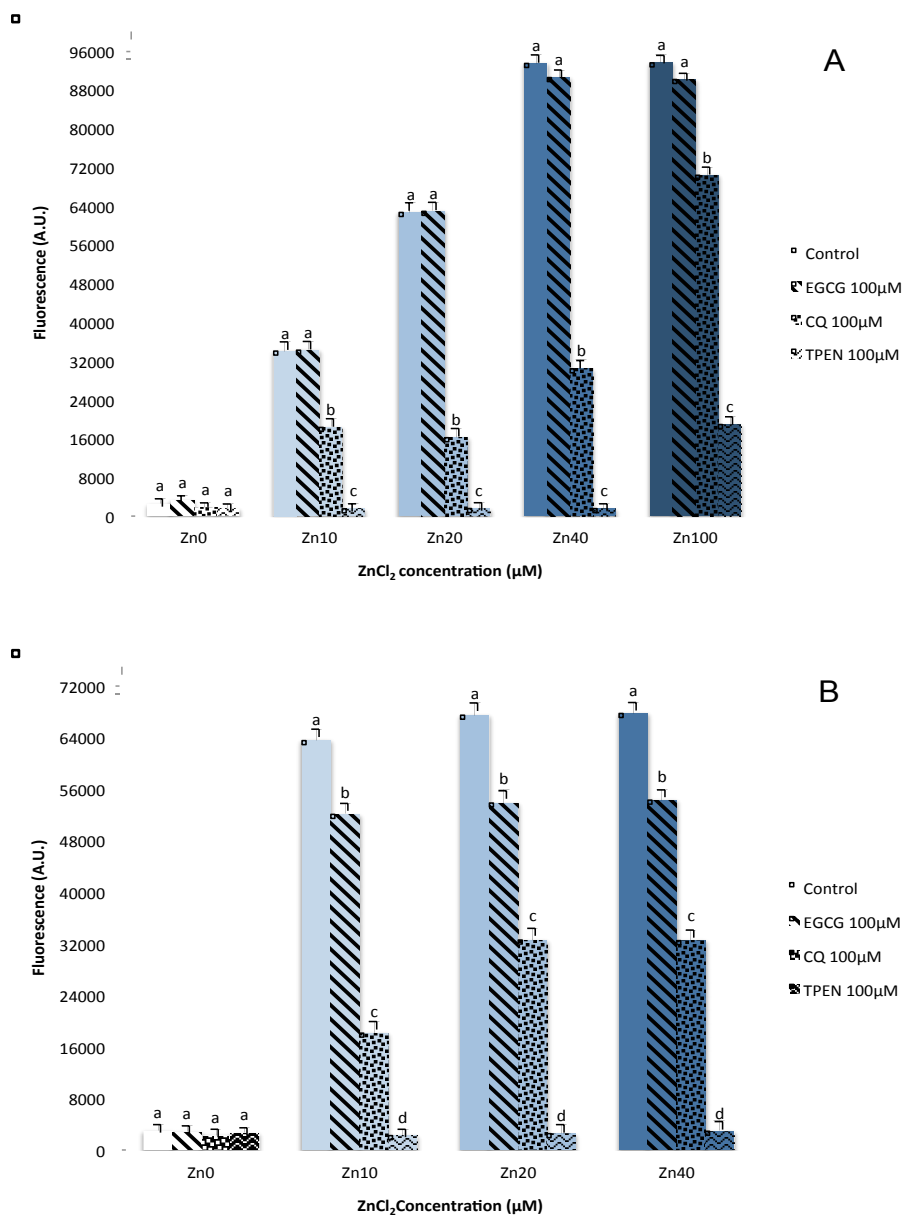 A
96000
88000
80000
72000
64000
56000
48000
40000
32000
24000
16000
8000
0
Fluorescence (A.U.)
a a a a
a a b c
a a b c
a a b c
a a b c
Zn0 Zn10 Zn20 Zn40 Zn100
ZnCl₂ concentration (µM)
Control
EGCG 100µM
CQ 100µM
TPEN 100µM
B
72000
64000
56000
48000
40000
32000
24000
16000
8000
0
Fluorescence (A.U.)
a a a a
a b c d
a b c d
a b c d
Zn0 Zn10 Zn20 Zn40
ZnCl₂Concentration (µM)
Control
EGCG 100µM
CQ 100µM
TPEN 100µM